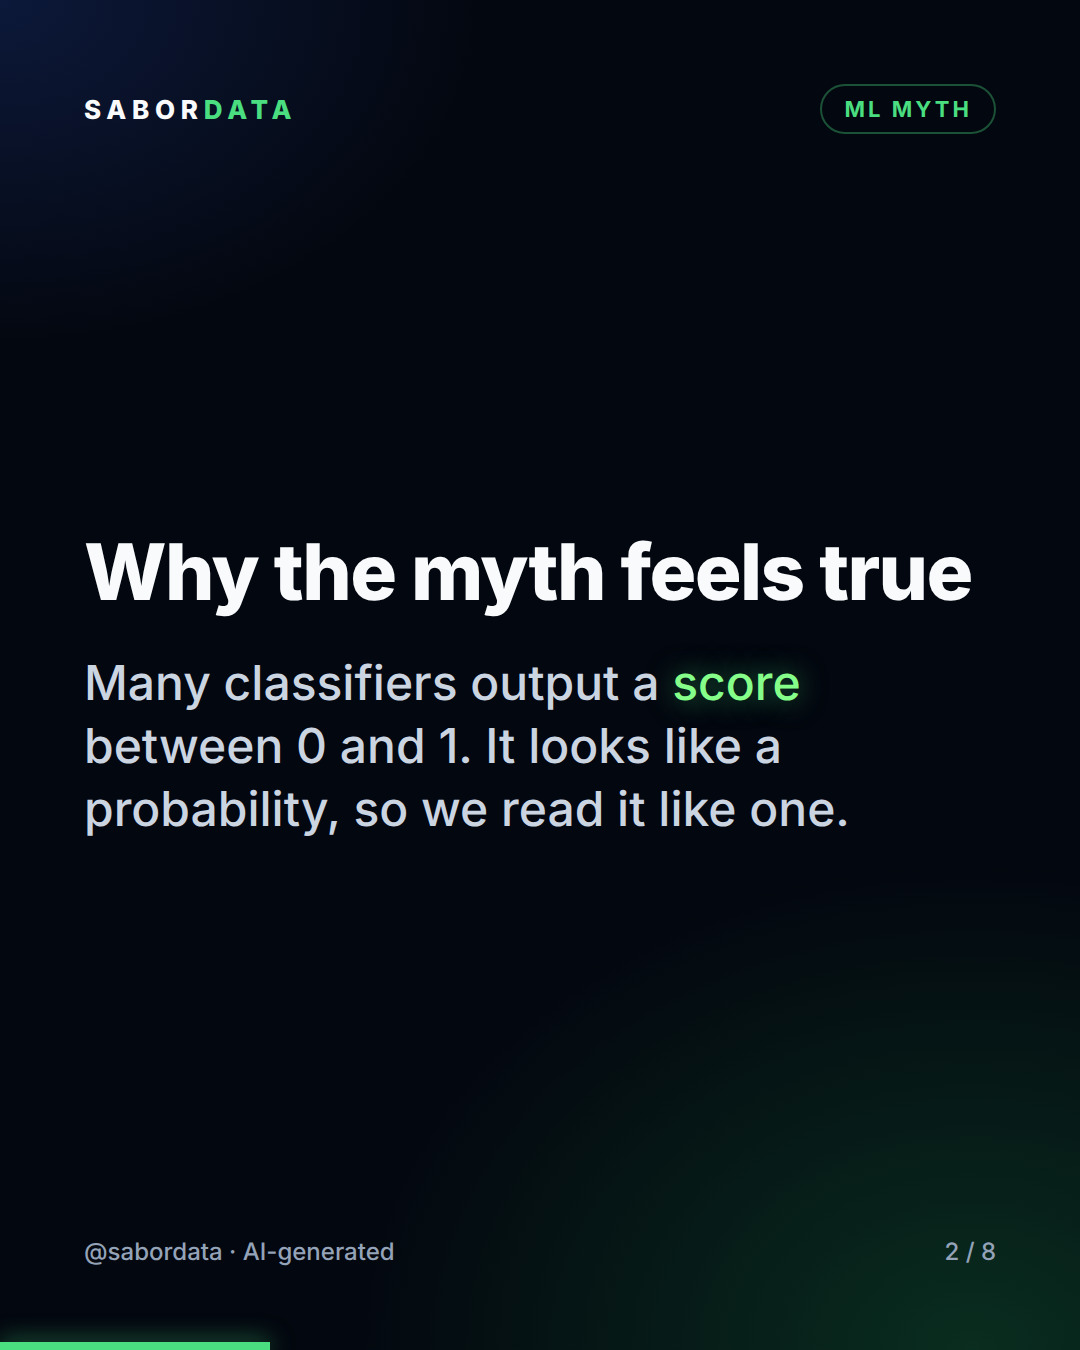 SABORDATA
ML MYTH
Why the myth feels true
Many classifiers output a score
between 0 and 1. It looks like a
probability, so we read it like one.
@sabordata · AI-generated
2 / 8